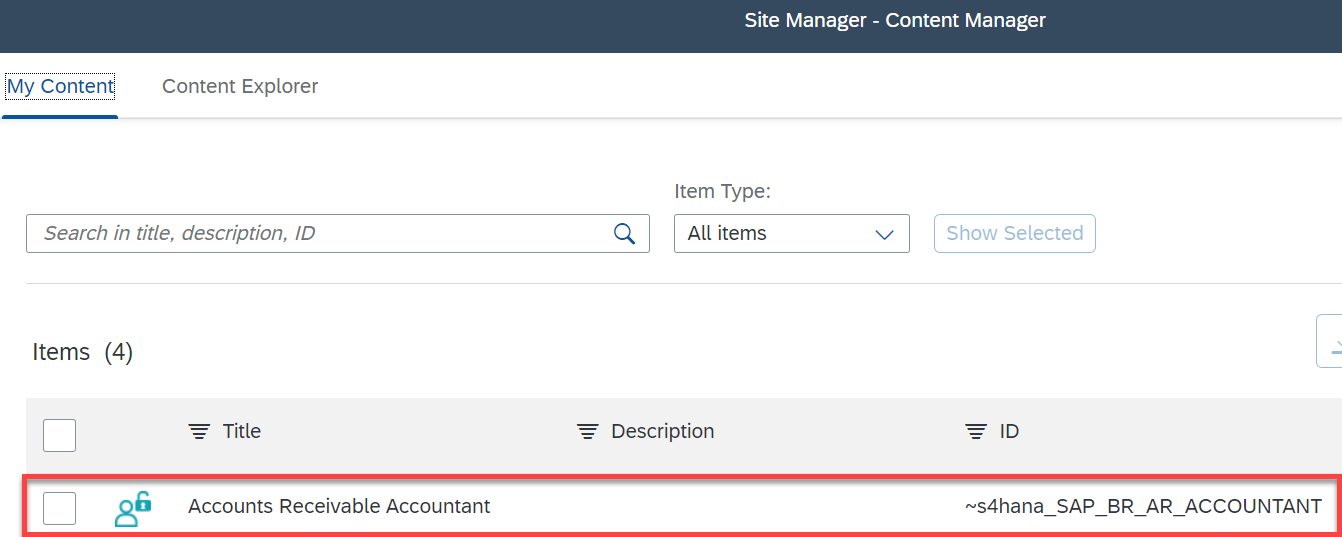 Site Manager - Content Manager
My Content
Content Explorer
Item Type:
Search in title, description, ID
All items
Show Selected
Items (4)
Title
Description
ID
Accounts Receivable Accountant
~s4hana_SAP_BR_AR_ACCOUNTANT